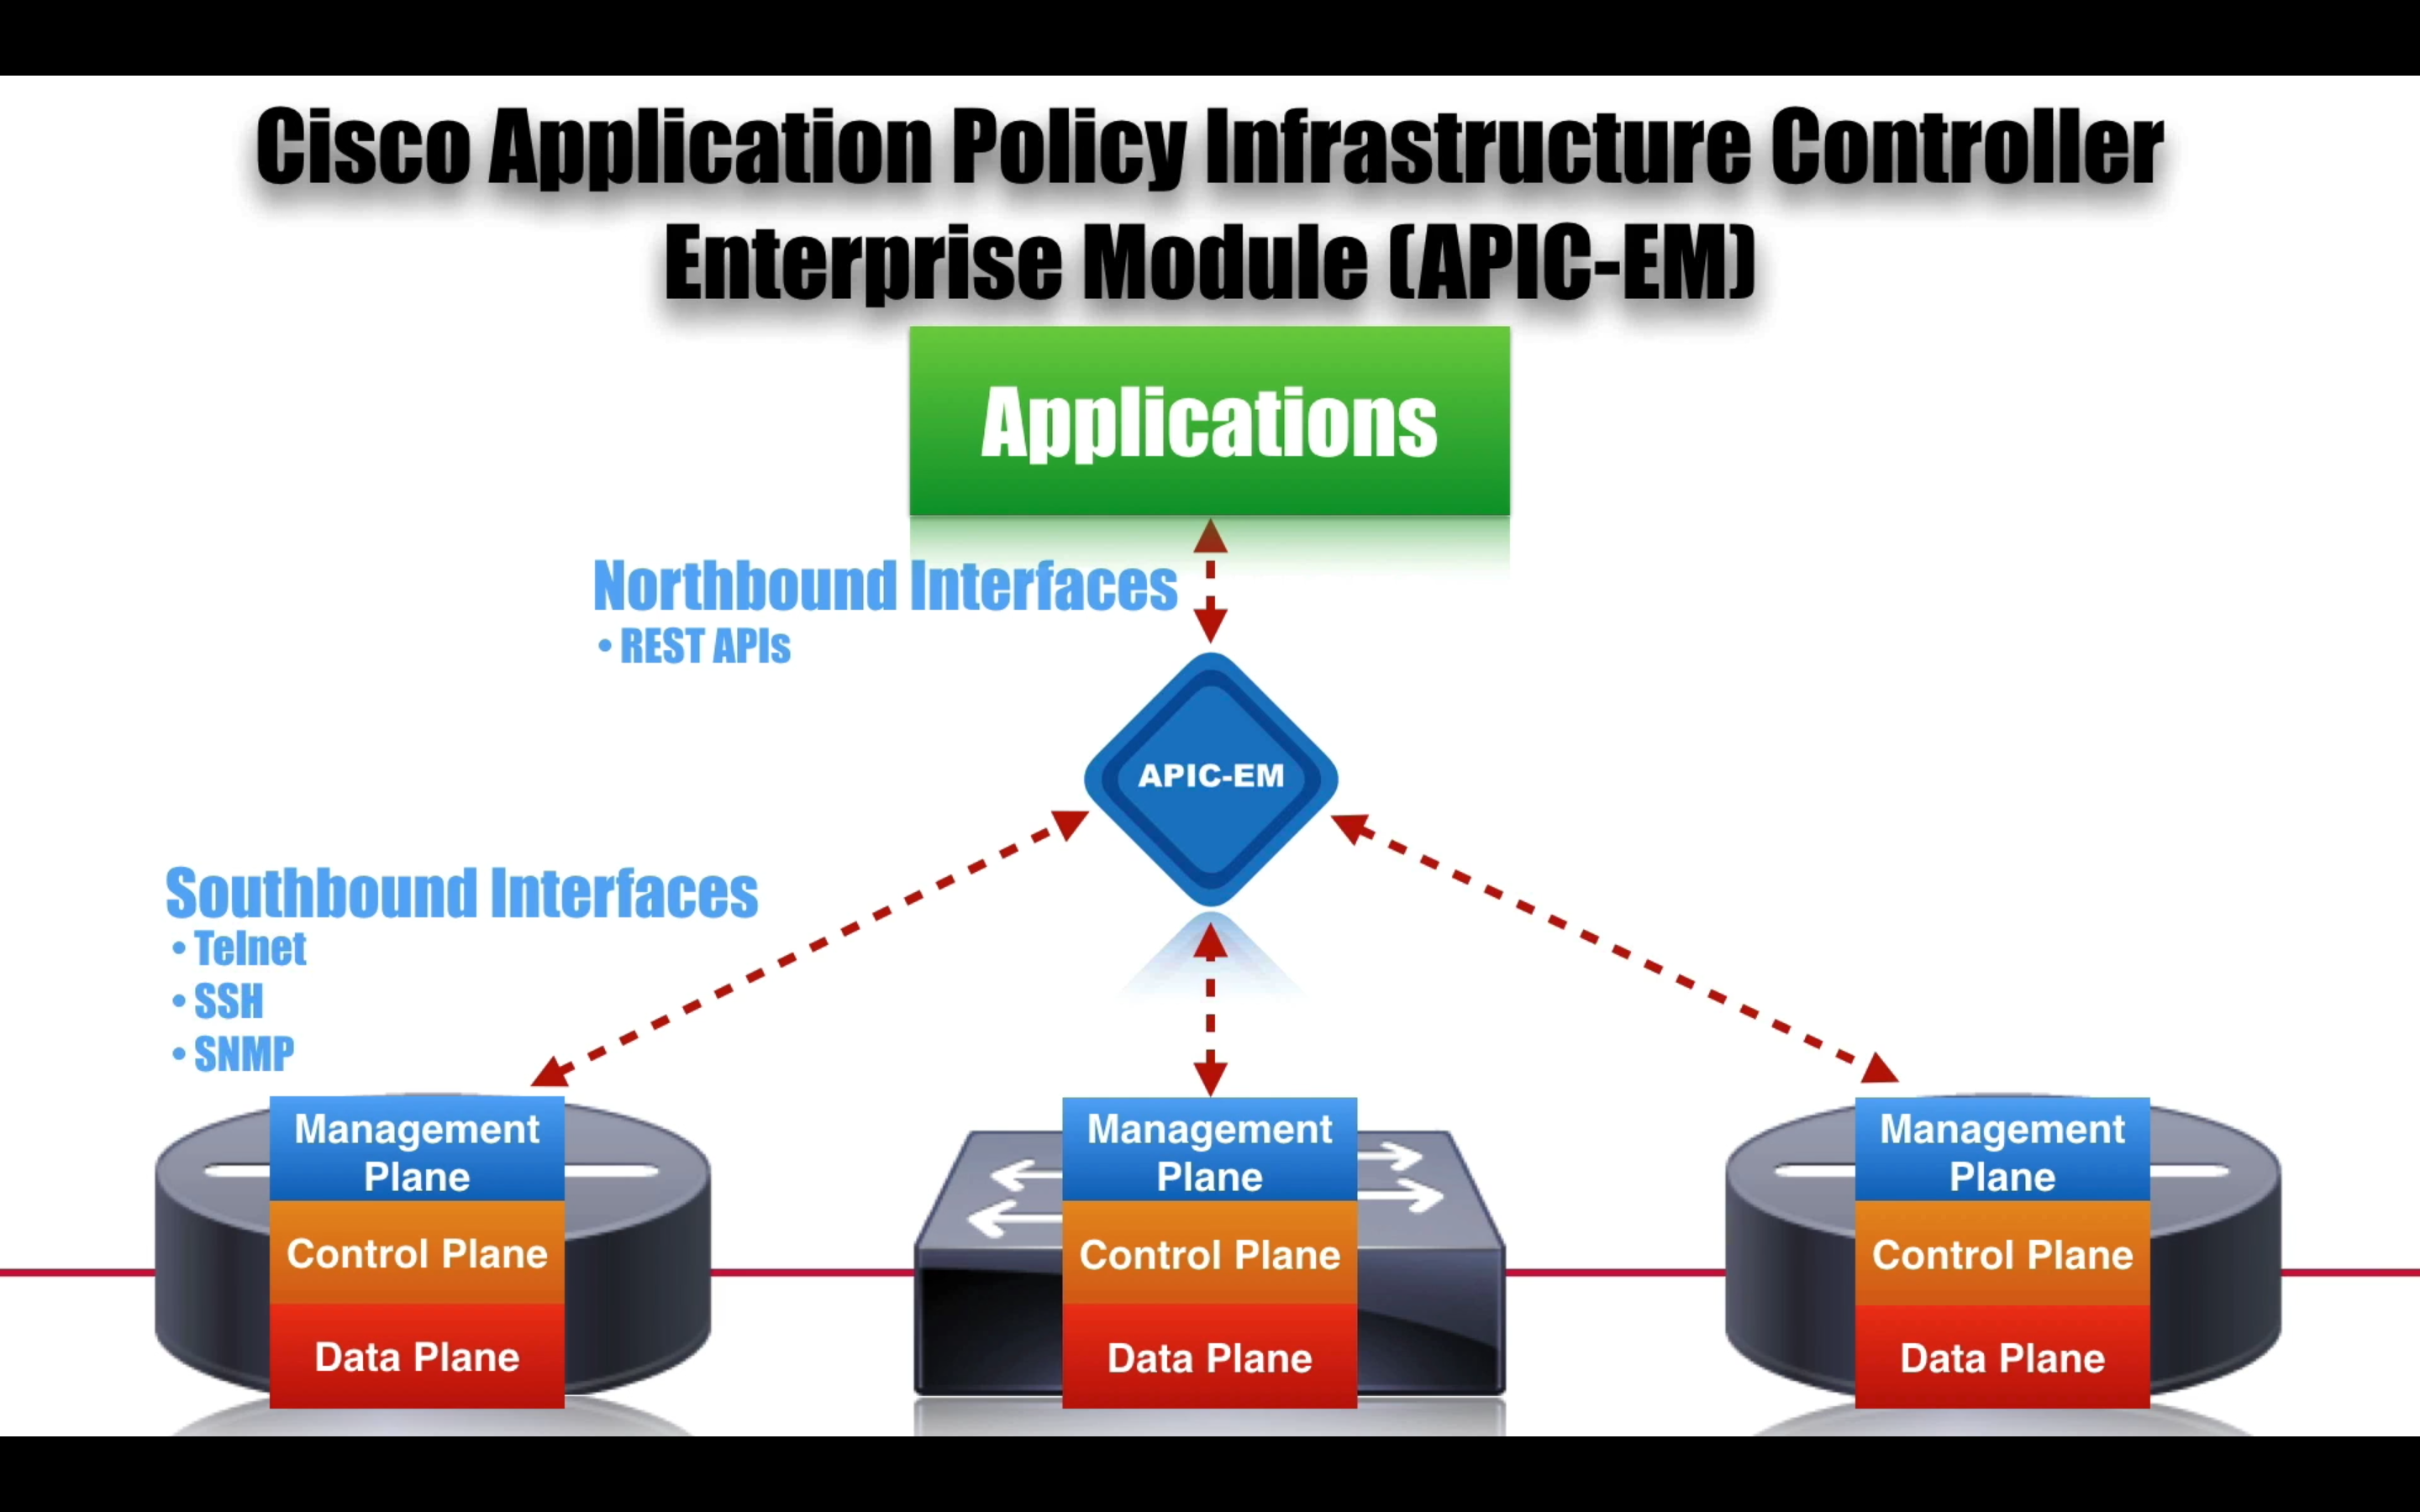 Cisco Application Policy Infrastructure Controller
Enterprise Module (APIC-EM)
Applications
Northbound Interfaces
• REST APIs
APIC-EM
Southbound Interfaces
• Telnet
• SSH
• SNMP
Management
Plane
Control Plane
Data Plane
Management
Plane
Control Plane
Data Plane
Management
Plane
Control Plane
Data Plane